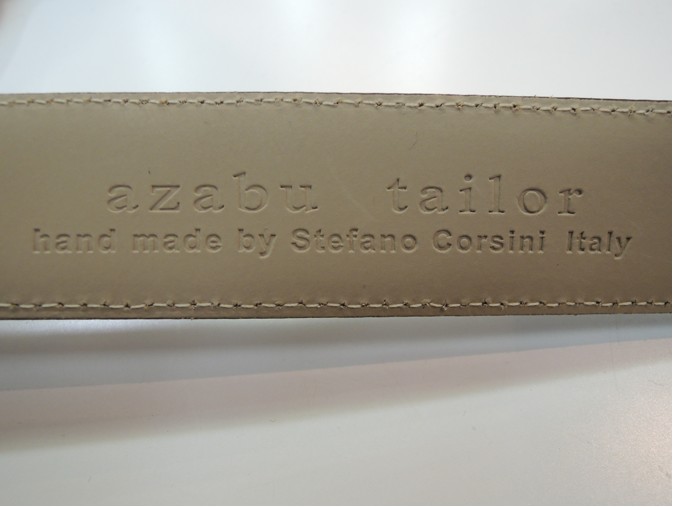 azabu tailor
hand made by Stefano Corsini Italy